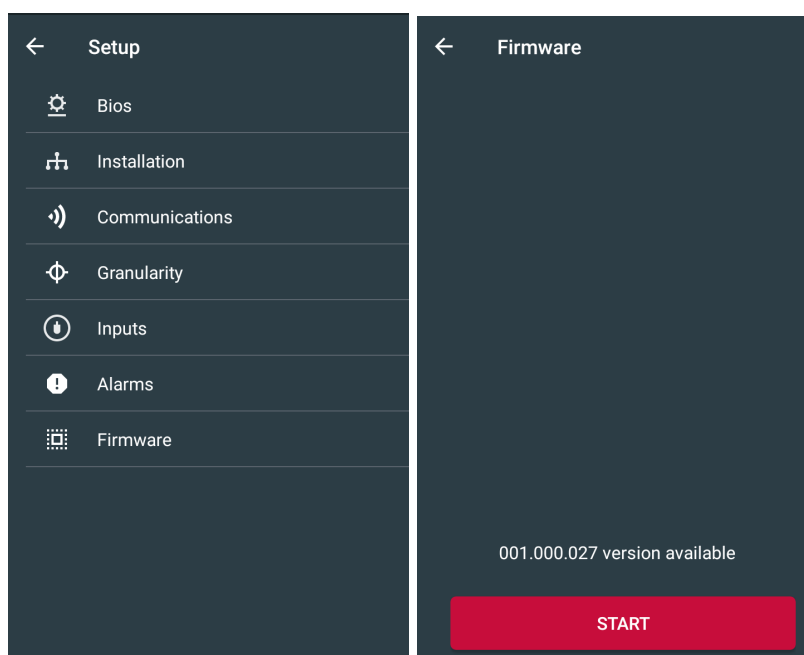 Setup
Bios
Installation
Communications
Granularity
Inputs
Alarms
Firmware
Firmware
001.000.027 version available
START